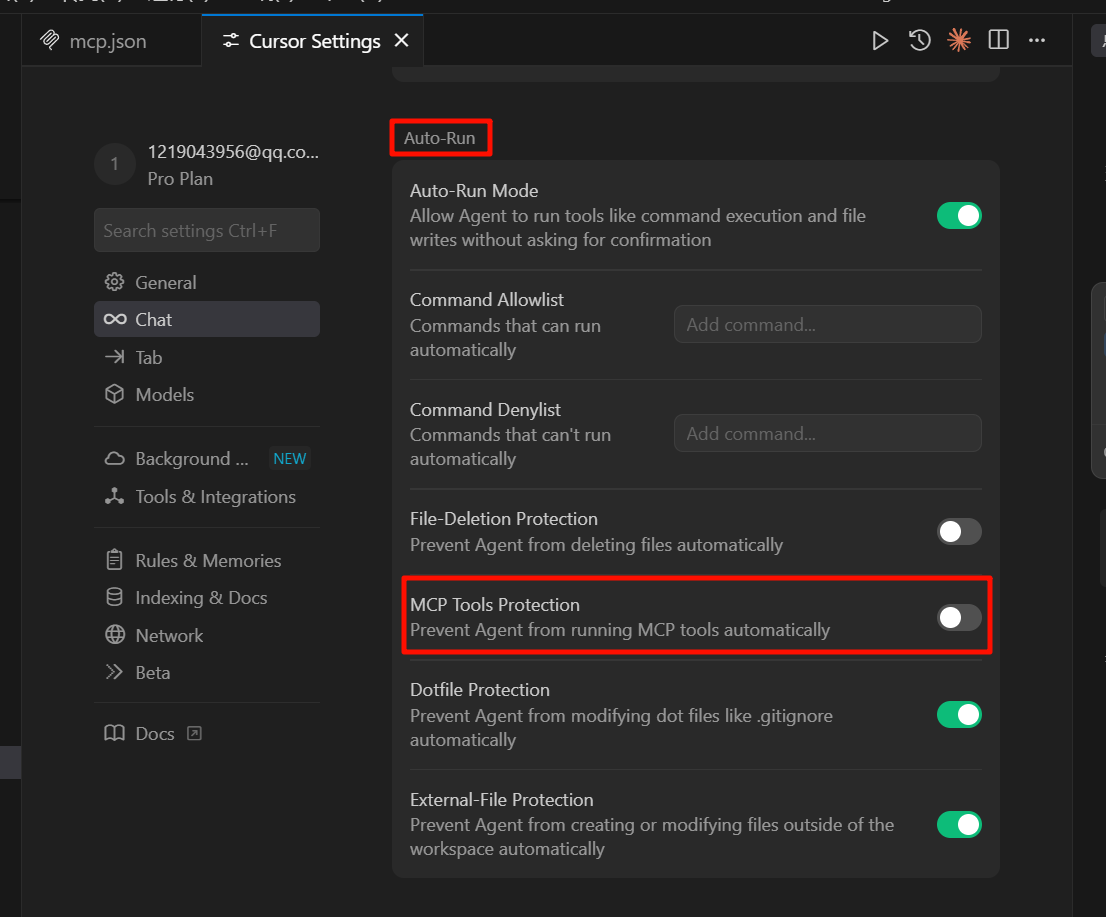 mcp.json
Cursor Settings
1
1219043956@qq.co...
Pro Plan
Search settings Ctrl+F
General
Chat
Tab
Models
Background ... NEW
Tools & Integrations
Rules & Memories
Indexing & Docs
Network
Beta
Docs
Auto-Run
Auto-Run Mode
Allow Agent to run tools like command execution and file
writes without asking for confirmation
Command Allowlist
Commands that can run
automatically
Add command...
Command Denylist
Commands that can't run
automatically
Add command...
File-Deletion Protection
Prevent Agent from deleting files automatically
MCP Tools Protection
Prevent Agent from running MCP tools automatically
Dotfile Protection
Prevent Agent from modifying dot files like .gitignore
automatically
External-File Protection
Prevent Agent from creating or modifying files outside of the
workspace automatically